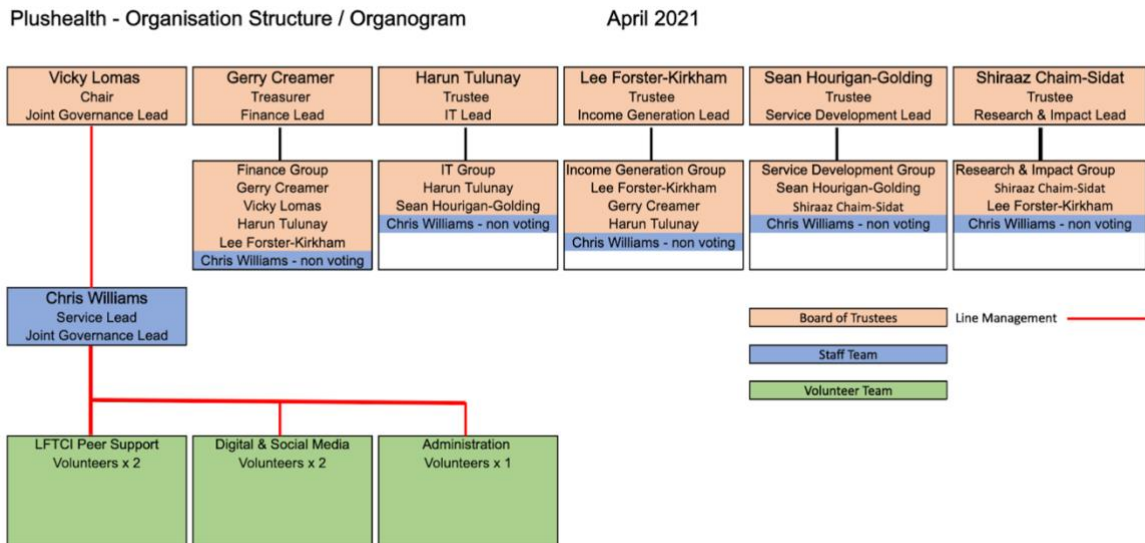 Plushealth - Organisation Structure / Organogram
April 2021
Vicky Lomas
Chair
Joint Governance Lead
Gerry Creamer
Treasurer
Finance Lead
Harun Tulunay
Trustee
IT Lead
Lee Forster-Kirkham
Trustee
Income Generation Lead
Sean Hourigan-Golding
Trustee
Service Development Lead
Shiraaz Chaim-Sidat
Trustee
Research & Impact Lead
Finance Group
Gerry Creamer
Vicky Lomas
Harun Tulunay
Lee Forster-Kirkham
Chris Williams - non voting
IT Group
Harun Tulunay
Sean Hourigan-Golding
Chris Williams - non voting
Income Generation Group
Lee Forster-Kirkham
Gerry Creamer
Harun Tulunay
Chris Williams - non voting
Service Development Group
Sean Hourigan-Golding
Shiraaz Chaim-Sidat
Chris Williams - non voting
Research & Impact Group
Shiraaz Chaim-Sidat
Lee Forster-Kirkham
Chris Williams - non voting
Chris Williams
Service Lead
Joint Governance Lead
Board of Trustees
Line Management
Staff Team
Volunteer Team
LFTCI Peer Support
Volunteers x 2
Digital & Social Media
Volunteers x 2
Administration
Volunteers x 1